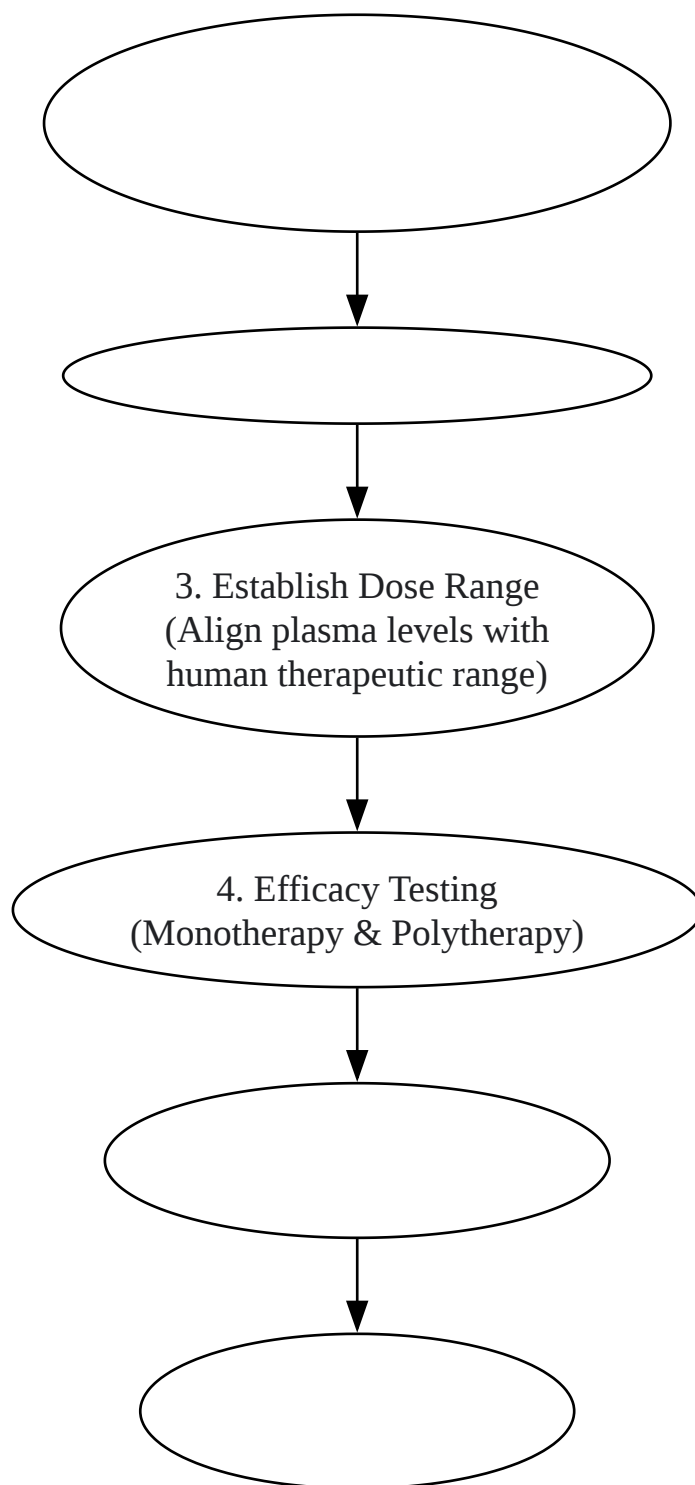 3. Establish Dose Range
(Align plasma levels with
human therapeutic range)
4. Efficacy Testing
(Monotherapy & Polytherapy)